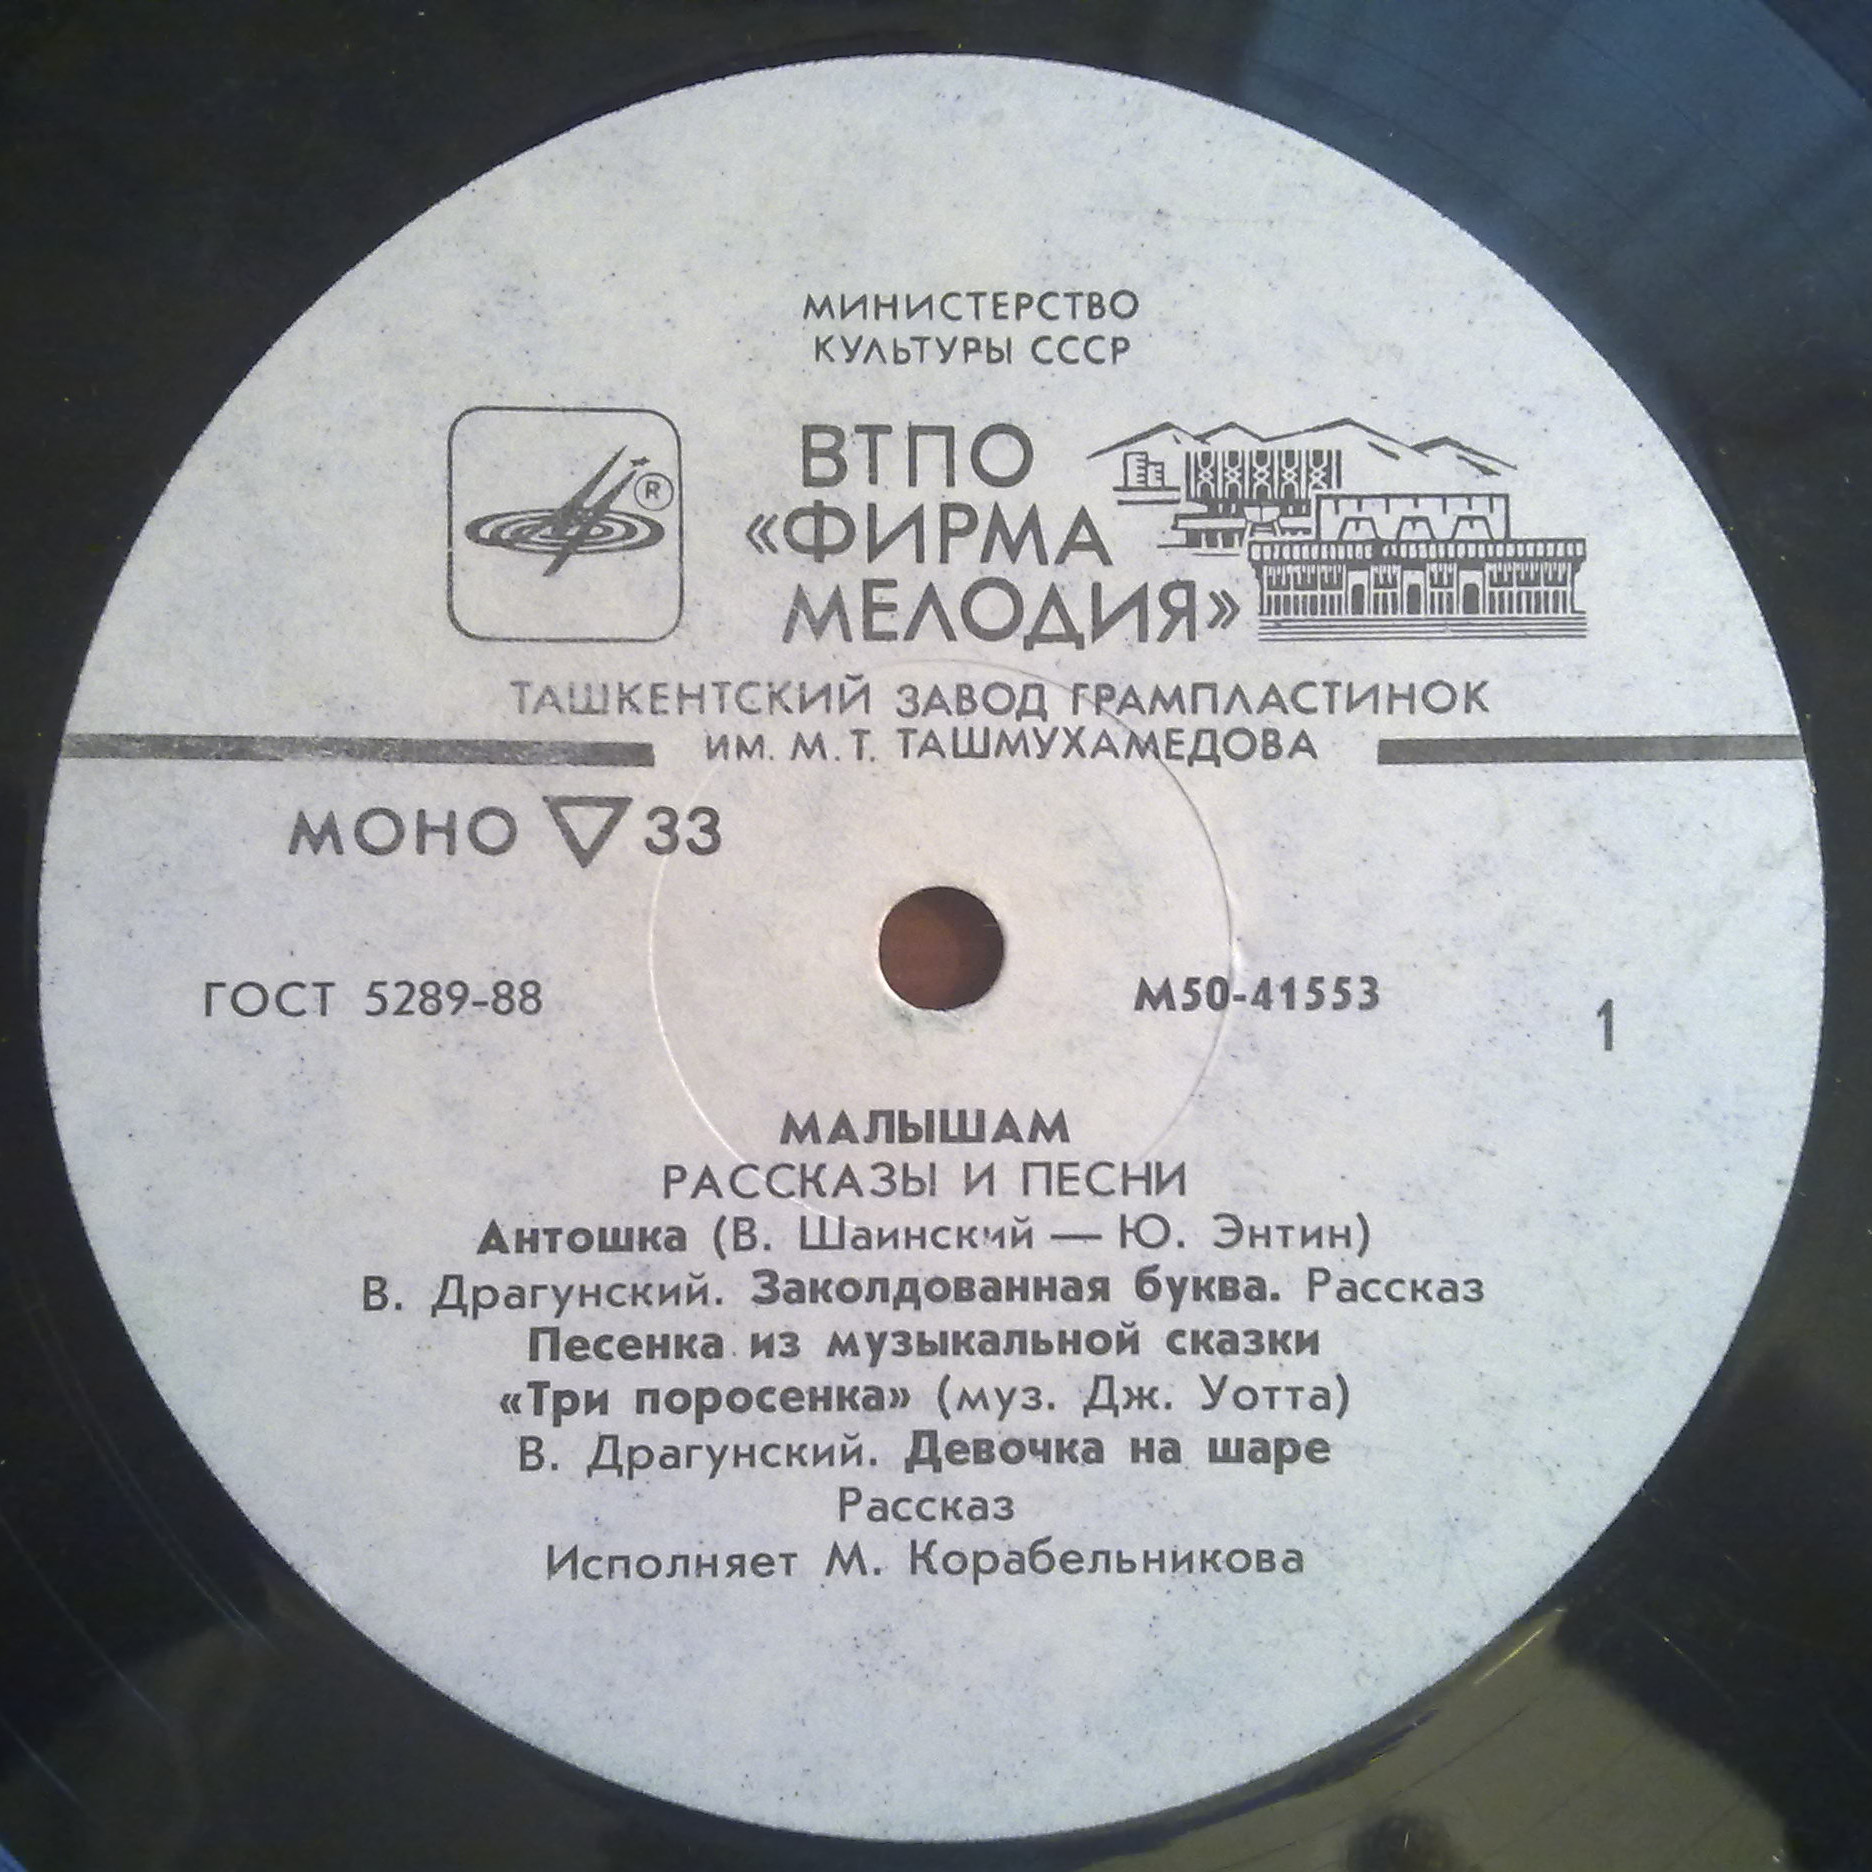 МИНИСТЕРСТВО
КУЛЬТУРЫ СССР
ВТПО
«ФИРМА
МЕЛОДИЯ»
®
ТАШКЕНТСКИЙ ЗАВОД ГРАМПЛАСТИНОК
ИМ. М. Т. ТАШМУХАМЕДОВА
МОНО ▽ 33
ГОСТ 5289-88
М50-41553
1
МАЛЫШАМ
РАССКАЗЫ И ПЕСНИ
Антошка (В. Шаинский — Ю. Энтин)
В. Драгунский. Заколдованная буква. Рассказ
Песенка из музыкальной сказки
«Три поросенка» (муз. Дж. Уотта)
В. Драгунский. Девочка на шаре
Рассказ
Исполняет М. Корабельникова